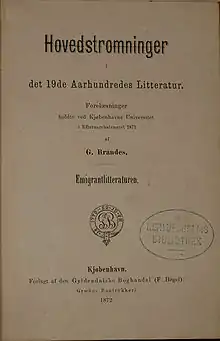 Hovedstrømninger
i
det 19de Aarhundredes Litteratur.
Forelæsninger
holdte ved Kjøbenhavns Universitet
i Efteraarshalvaaret 1871
af
G. Brandes.
Emigrantlitteraturen.
Kjøbenhavn.
Forlagt af den Gyldendalske Boghandel (F. Hegel).
Græbes Bogtrykkeri
1872